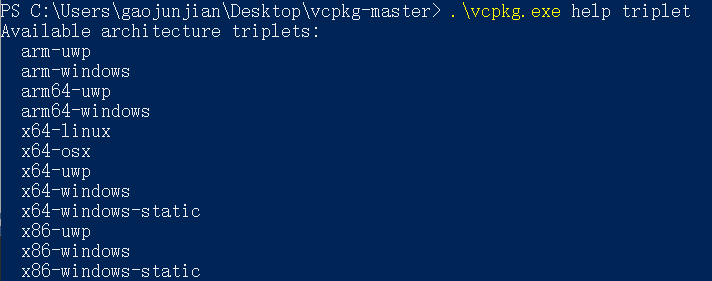 PS C:\Users\gaojunjian\Desktop\vcpkg-master> .\vcpkg.exe help triplet
Available architecture triplets:
arm-uwp
arm-windows
arm64-uwp
arm64-windows
x64-linux
x64-osx
x64-uwp
x64-windows
x64-windows-static
x86-uwp
x86-windows
x86-windows-static